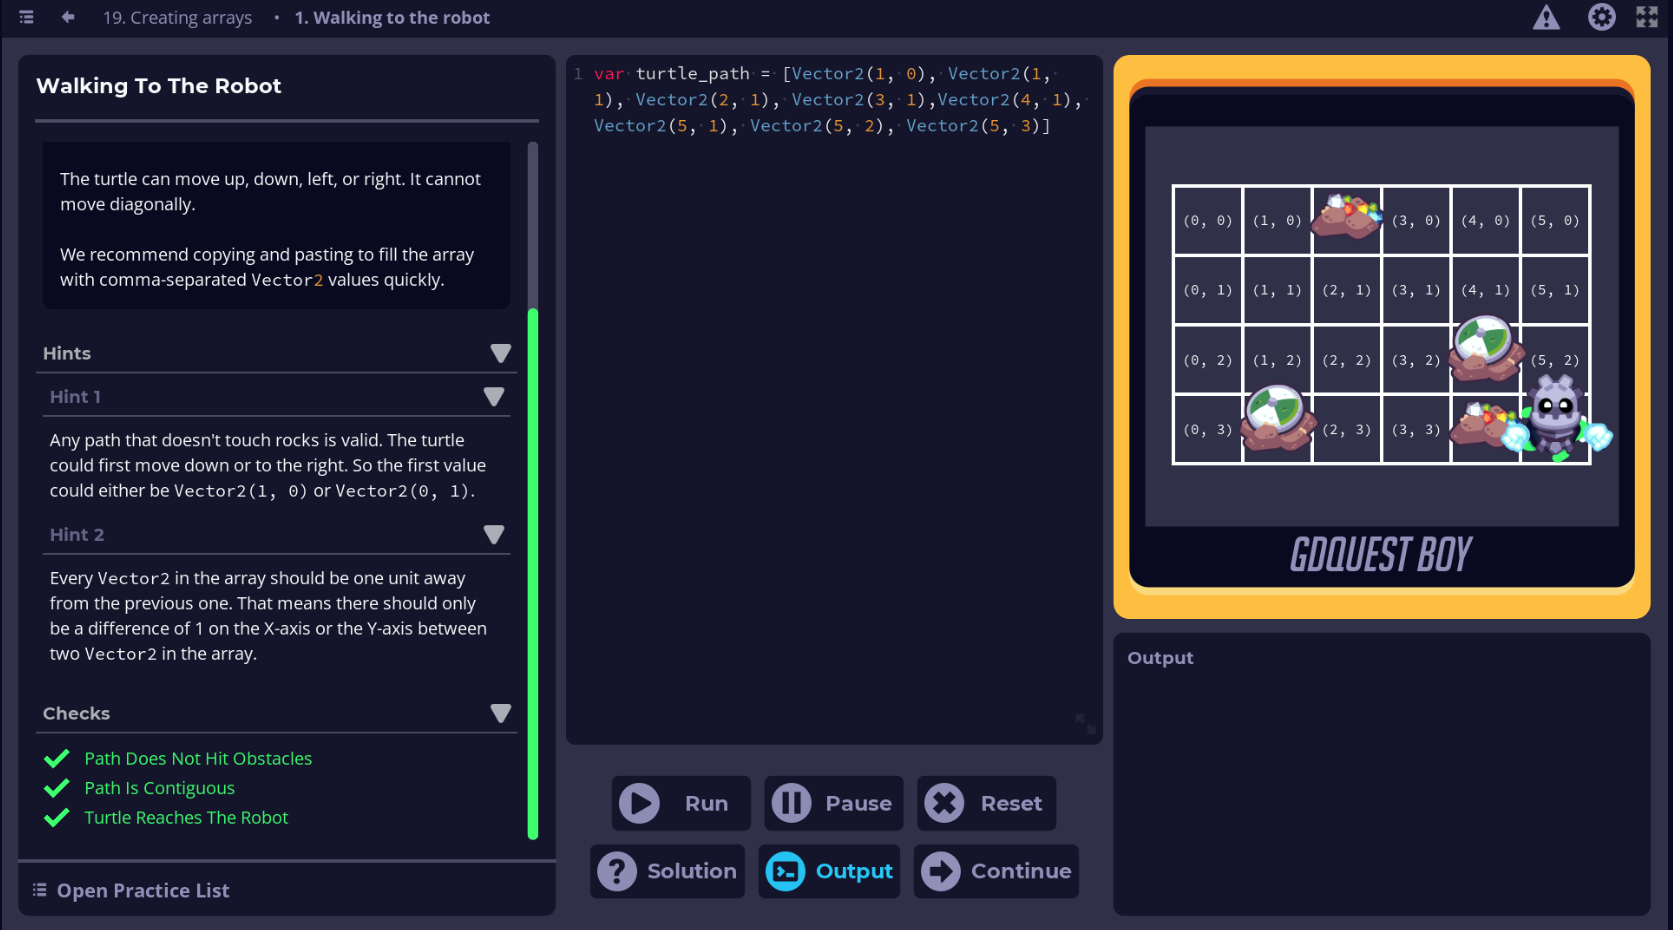 19. Creating arrays • 1. Walking to the robot
Walking To The Robot
The turtle can move up, down, left, or right. It cannot
move diagonally.
We recommend copying and pasting to fill the array
with comma-separated Vector2 values quickly.
Hints
Hint 1
Any path that doesn't touch rocks is valid. The turtle
could first move down or to the right. So the first value
could either be Vector2(1, 0) or Vector2(0, 1).
Hint 2
Every Vector2 in the array should be one unit away
from the previous one. That means there should only
be a difference of 1 on the X-axis or the Y-axis between
two Vector2 in the array.
Checks
Path Does Not Hit Obstacles
Path Is Contiguous
Turtle Reaches The Robot
Open Practice List
1 var turtle_path = [Vector2(1, 0), Vector2(1,
1), Vector2(2, 1), Vector2(3, 1),Vector2(4, 1),
Vector2(5, 1), Vector2(5, 2), Vector2(5, 3)]
Run Pause Reset
? Solution Output Continue
(0, 0) (1, 0) (3, 0) (4, 0) (5, 0)
(0, 1) (1, 1) (2, 1) (3, 1) (4, 1) (5, 1)
(0, 2) (1, 2) (2, 2) (3, 2) (5, 2)
(0, 3) (2, 3) (3, 3)
GDQUEST BOY
Output